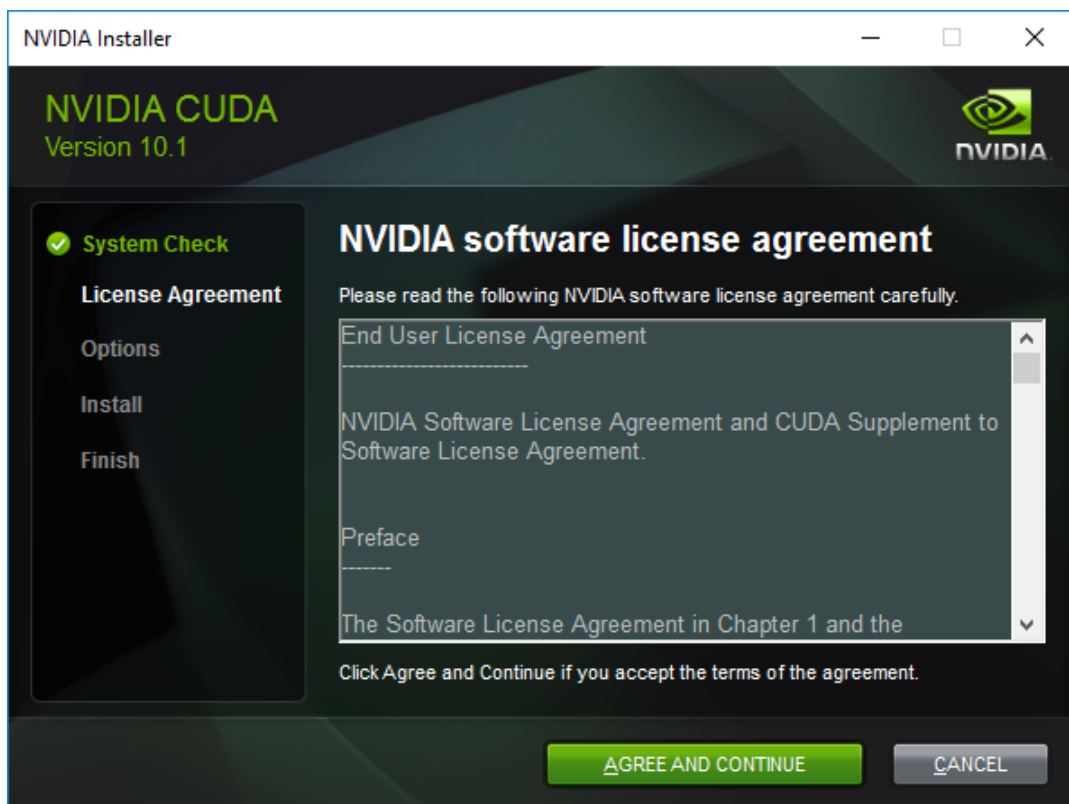 NVIDIA Installer
NVIDIA CUDA
Version 10.1
NVIDIA.
System Check
License Agreement
Options
Install
Finish
NVIDIA software license agreement
Please read the following NVIDIA software license agreement carefully.
End User License Agreement
--------------------------
NVIDIA Software License Agreement and CUDA Supplement to
Software License Agreement.
Preface
-------
The Software License Agreement in Chapter 1 and the
Click Agree and Continue if you accept the terms of the agreement.
AGREE AND CONTINUE
CANCEL